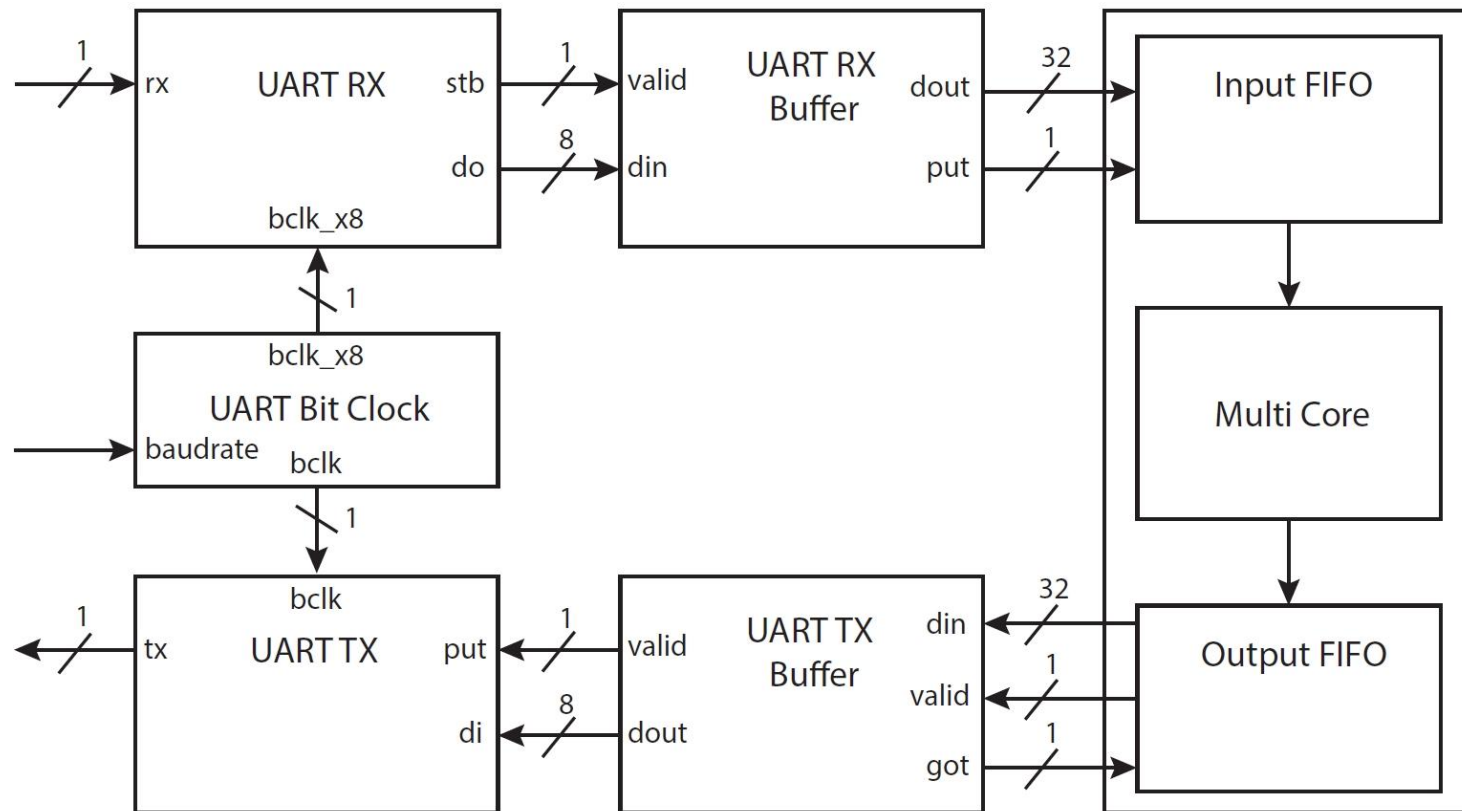 1
rx
UART RX
stb
do
bclk_x8
1
8
valid
din
UART RX
Buffer
dout
put
32
1
Input FIFO
1
bclk_x8
UART Bit Clock
baudrate
bclk
1
Multi Core
1
tx
bclk
UART TX
put
di
1
8
valid
dout
UART TX
Buffer
din
valid
got
32
1
1
Output FIFO